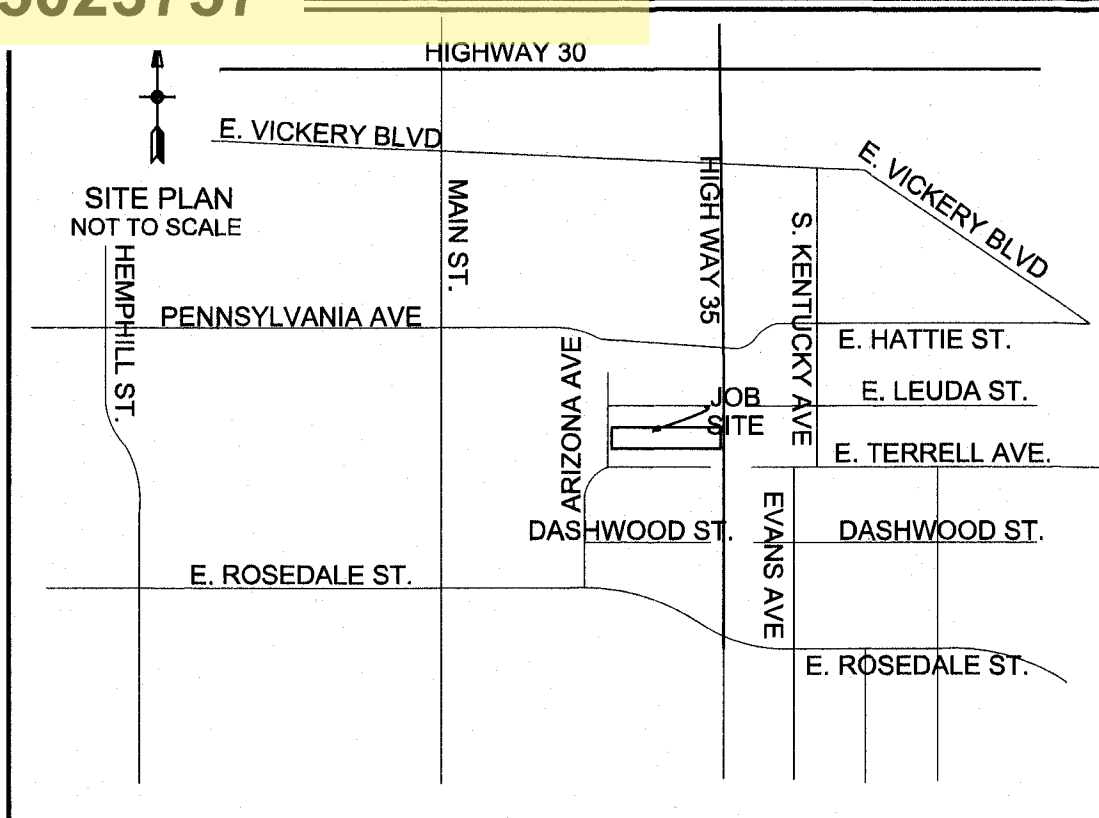 HIGHWAY 30
E. VICKERY BLVD
E. VICKERY BLVD
SITE PLAN
NOT TO SCALE
HEMPHILL ST.
MAIN ST.
HIGH WAY 35
S. KENTUCKY AVE
PENNSYLVANIA AVE
E. HATTIE ST.
ARIZONA AVE
JOB
SITE
E. LEUDA ST.
E. TERRELL AVE.
DASHWOOD ST.
EVANS AVE
DASHWOOD ST.
E. ROSEDALE ST.
E. ROSEDALE ST.